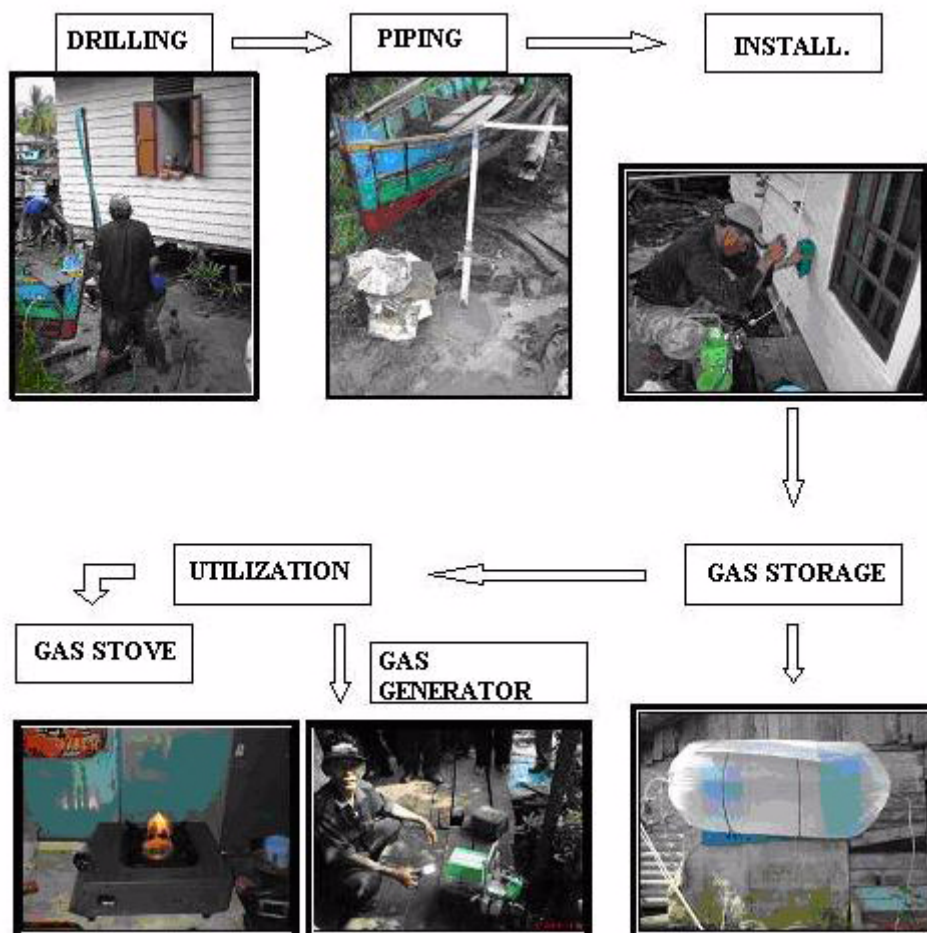 DRILLING
PIPING
INSTALL.
GAS STORAGE
UTILIZATION
GAS STOVE
GAS
GENERATOR